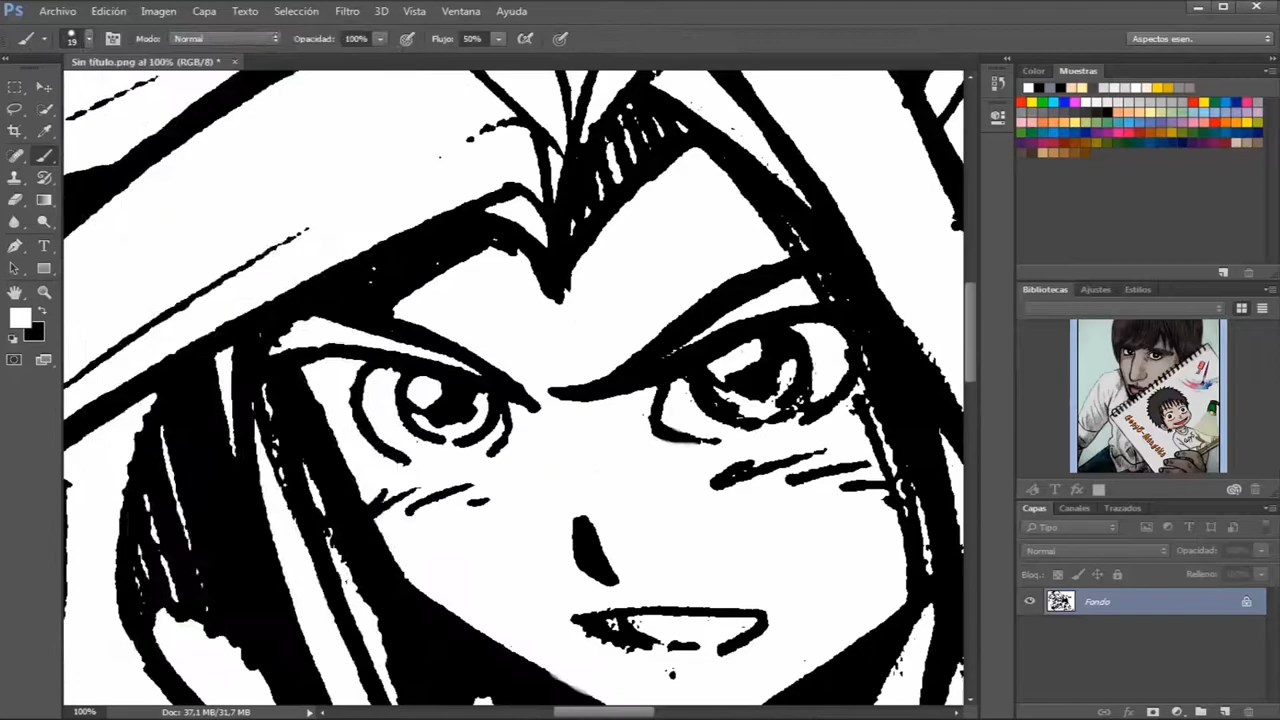 Ps Archivo Edición Imagen Capa Texto Selección Filtro 3D Vista Ventana Ayuda
19 Modo: Normal Opacidad: 100% Flujo: 50% Aspectos esen.
Sin título.png al 100% (RGB/8) * ×
Color Muestras
Bibliotecas Ajustes Estilos
Capas Canales Trazados
Tipo
Normal Opacidad:
Bloq.: Relleno:
Fondo
100% Doc: 37,1 MB/31,7 MB